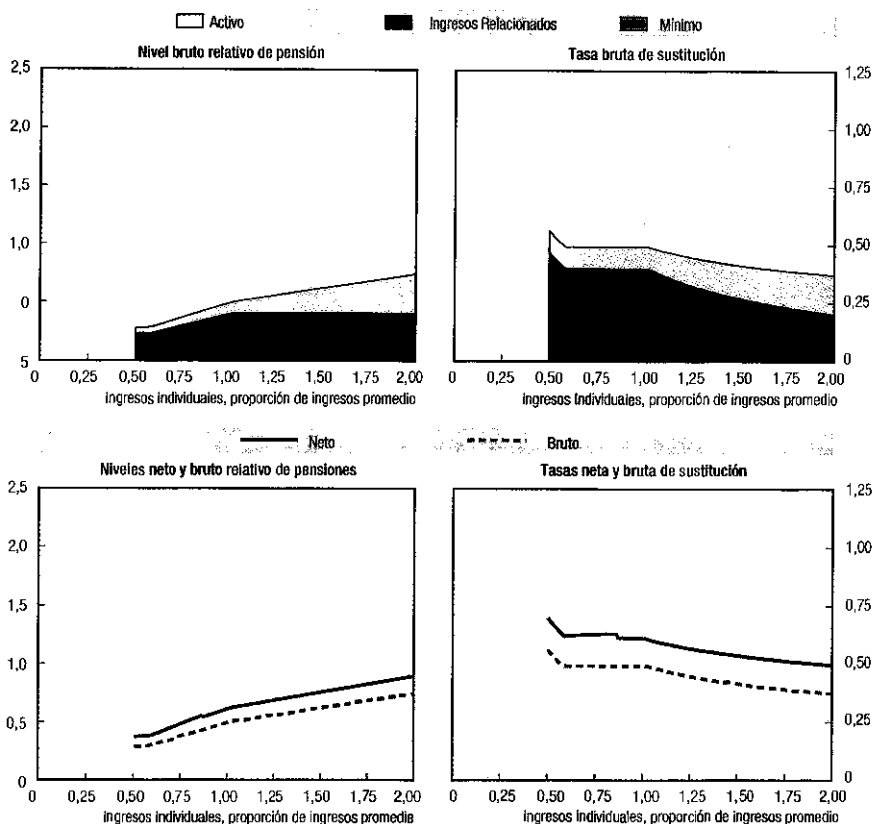 Activo Ingresos Relacionados Mínimo
Nivel bruto relativo de pensión
2,5
2,0
1,5
1,0
0
5
0 0,25 0,50 0,75 1,00 1,25 1,50 1,75 2,00
ingresos individuales, proporción de ingresos promedio
Tasa bruta de sustitución
1,25
1,00
0,75
0,50
0,25
0
0 0,25 0,50 0,75 1,00 1,25 1,50 1,75 2,00
ingresos individuales, proporción de ingresos promedio
Neto Bruto
Niveles neto y bruto relativo de pensiones
2,5
2,0
1,5
1,0
0,5
0
0 0,25 0,50 0,75 1,00 1,25 1,50 1,75 2,00
ingresos individuales, proporción de ingresos promedio
Tasas neta y bruta de sustitución
1,25
1,00
0,75
0,50
0,25
0
0 0,25 0,50 0,75 1,00 1,25 1,50 1,75 2,00
ingresos individuales, proporción de ingresos promedio